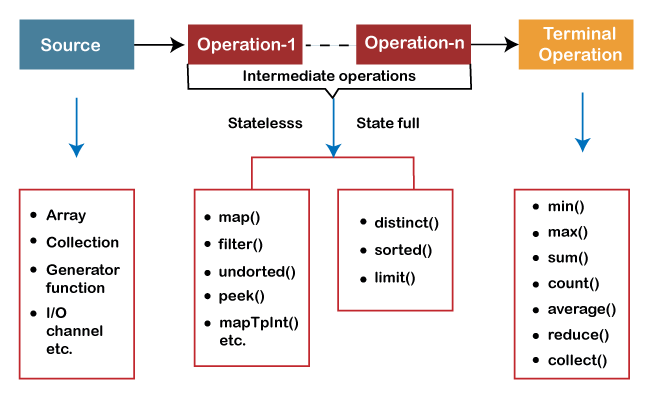 Source
Operation-1
Operation-n
Terminal
Operation
Intermediate operations
Statelesss
State full
Array
Collection
Generator
function
I/O
channel
etc.
map()
filter()
undorted()
peek()
mapTpInt()
etc.
distinct()
sorted()
limit()
min()
max()
sum()
count()
average()
reduce()
collect()